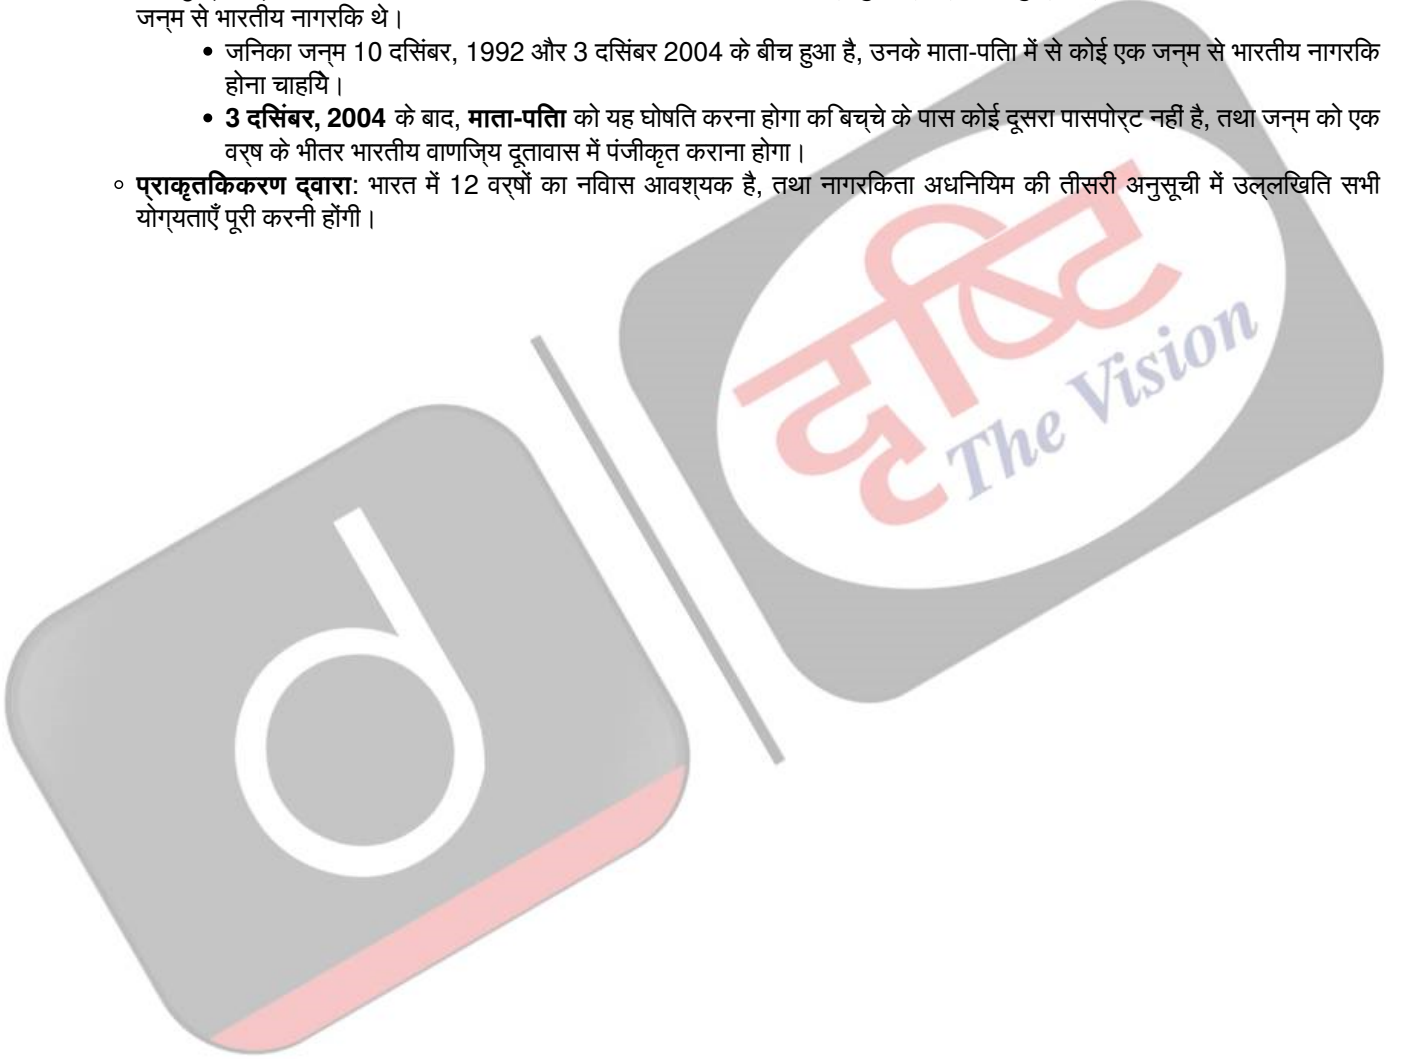 जन्म से भारतीय नागरिक थे।
• जिनका जन्म 10 दिसंबर, 1992 और 3 दिसंबर 2004 के बीच हुआ है, उनके माता-पिता में से कोई एक जन्म से भारतीय नागरिक
होना चाहिये।
• 3 दिसंबर, 2004 के बाद, माता-पिता को यह घोषित करना होगा कि बच्चे के पास कोई दूसरा पासपोर्ट नहीं है, तथा जन्म को एक
वर्ष के भीतर भारतीय वाणिज्य दूतावास में पंजीकृत कराना होगा।
◦ प्राकृतिककरण द्वारा: भारत में 12 वर्षों का निवास आवश्यक है, तथा नागरिकता अधिनियम की तीसरी अनुसूची में उल्लिखित सभी
योग्यताएँ पूरी करनी होंगी।
दृष्टि
The Vision
d